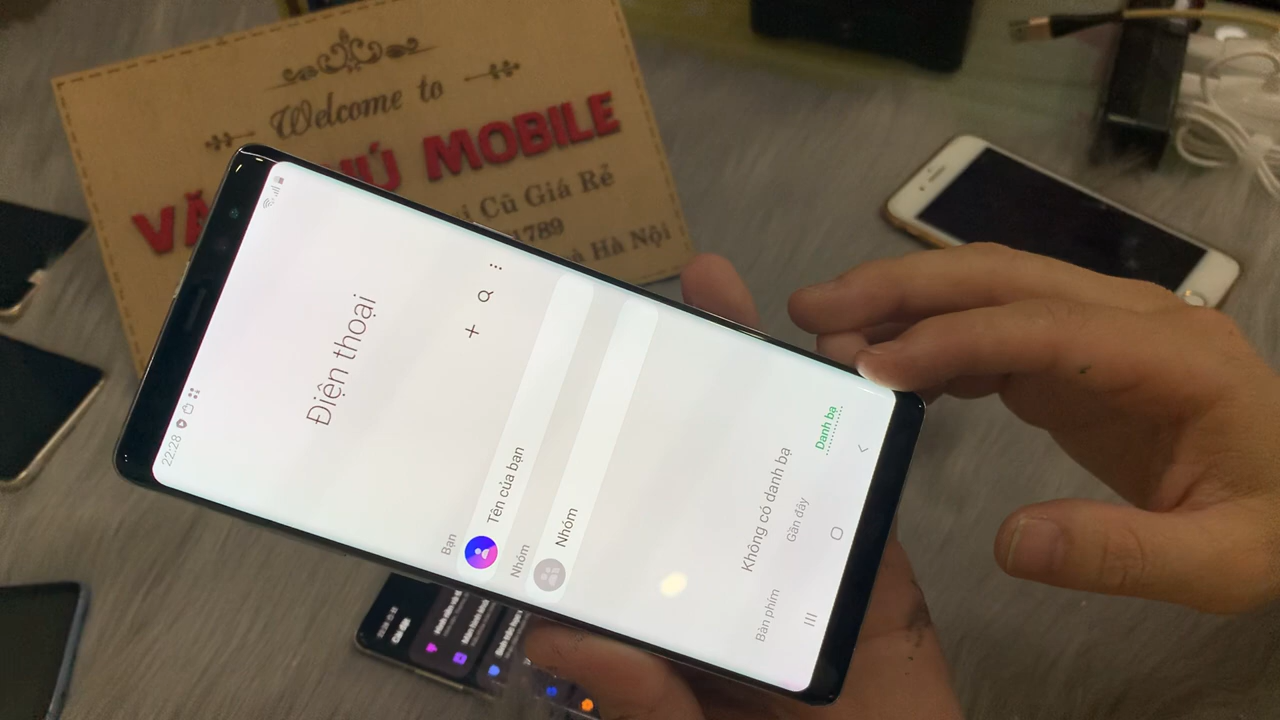 Welcome to
MOBILE
Cũ Giá Rẻ
1789
Hà Nội
22:28
Điện thoại
Bạn
Tên của bạn
Nhóm
Nhóm
Không có danh bạ
Bàn phím
Gần đây
Danh bạ